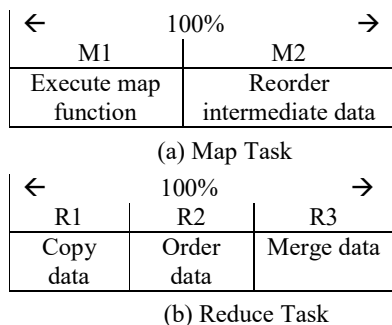 ← 100% →
M1 M2
Execute map Reorder
function intermediate data
(a) Map Task
← 100% →
R1 R2 R3
Copy Order Merge data
data data
(b) Reduce Task